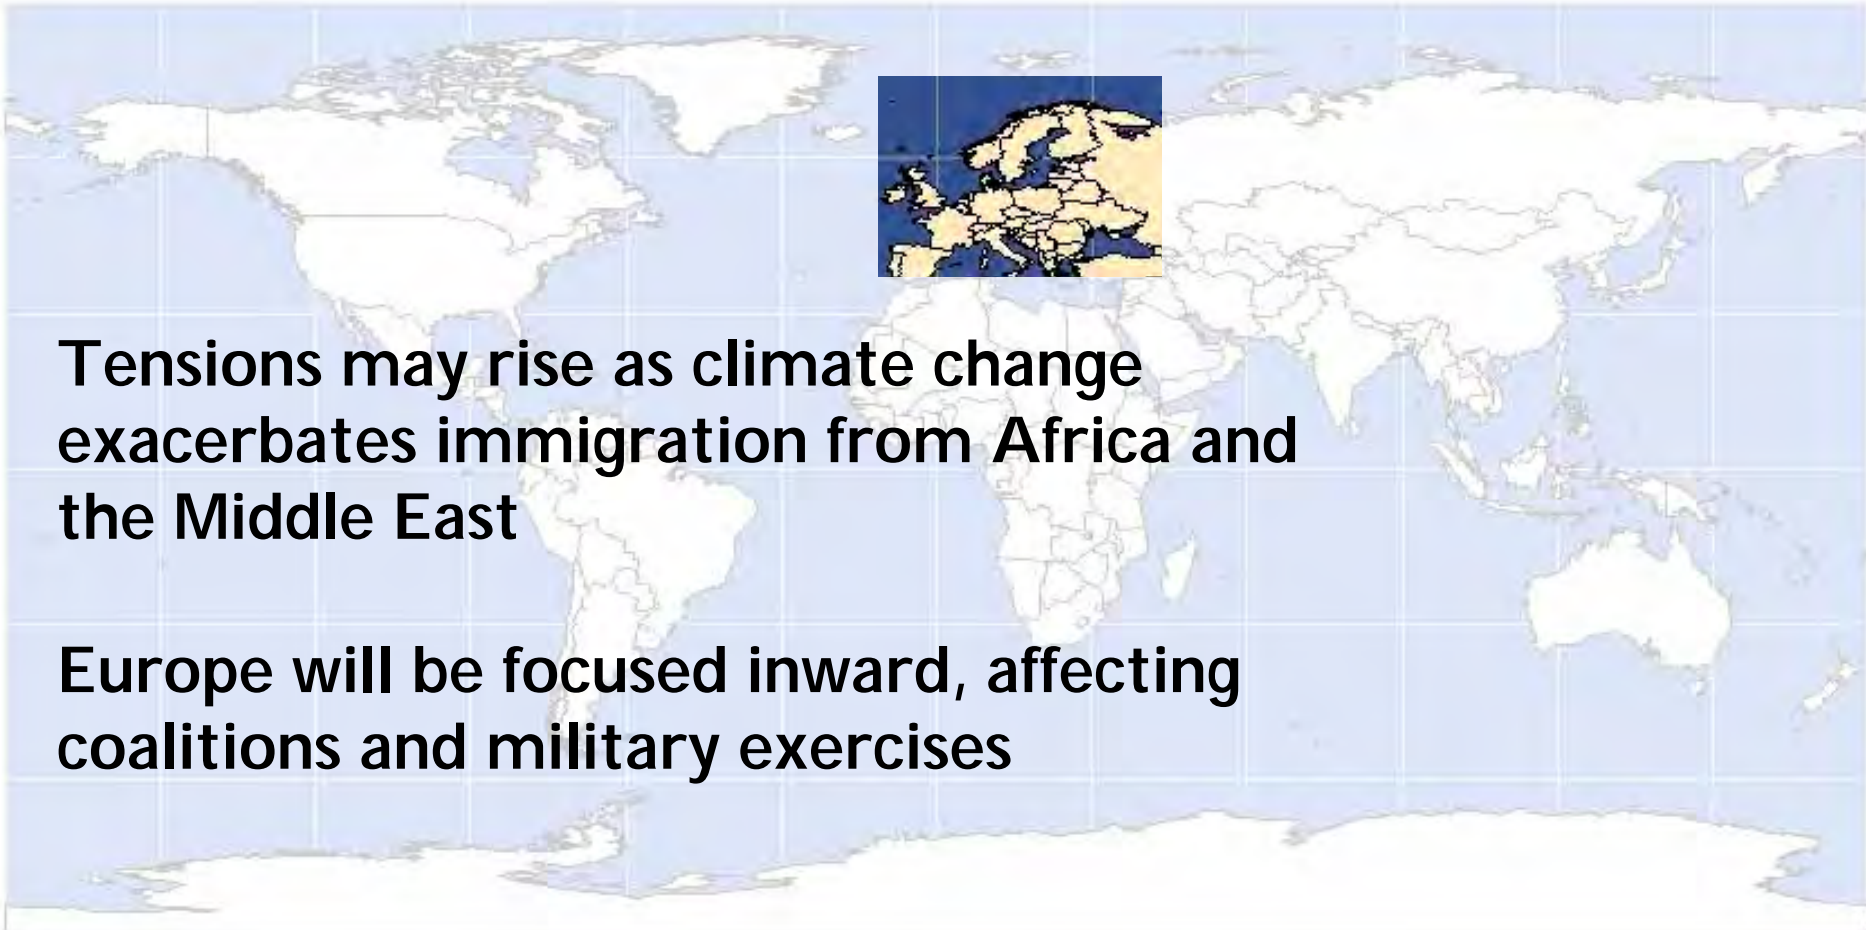 Tensions may rise as climate change
exacerbates immigration from Africa and
the Middle East
Europe will be focused inward, affecting
coalitions and military exercises